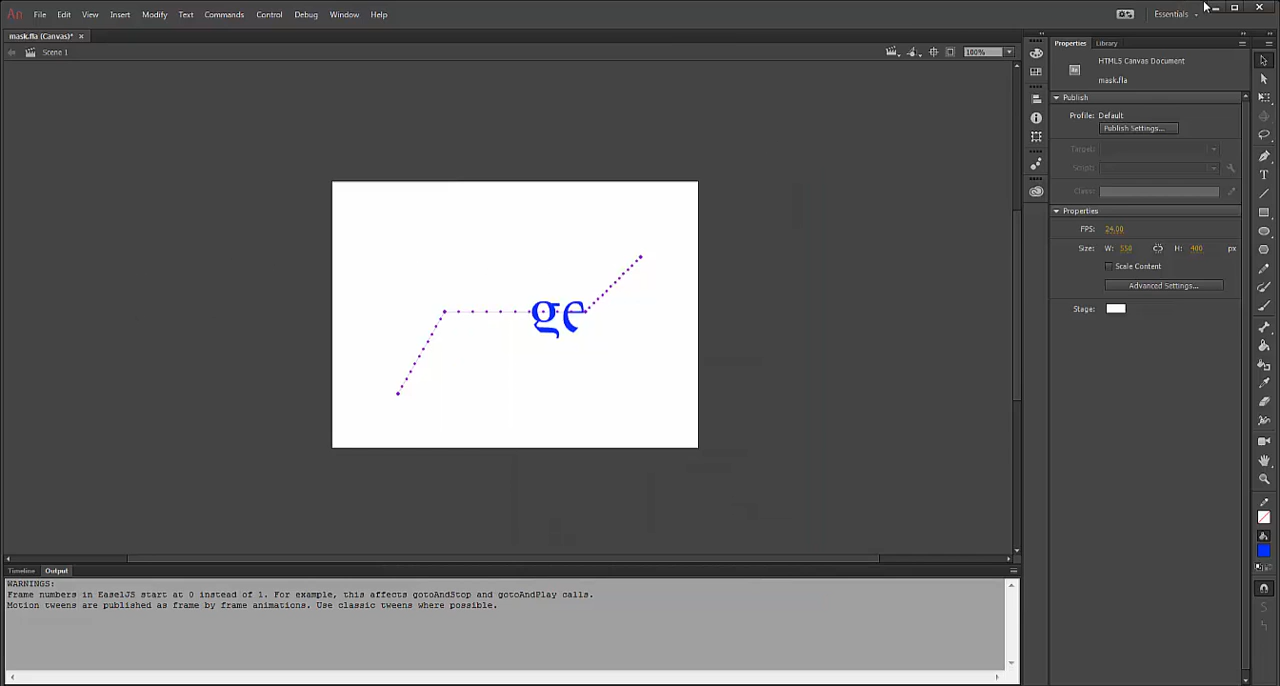 An File Edit View Insert Modify Text Commands Control Debug Window Help Essentials
mask.fla (Canvas)* ×
Scene 1 100%
ge
Timeline Output
WARNINGS:
Frame numbers in EaselJS start at 0 instead of 1. For example, this affects gotoAndStop and gotoAndPlay calls.
Motion tweens are published as frame by frame animations. Use classic tweens where possible.
Properties Library
HTML5 Canvas Document
mask.fla
Publish
Profile: Default
Publish Settings...
Target:
Script:
Class:
Properties
FPS: 24.00
Size: W: 550 H: 400 px
Scale Content
Advanced Settings...
Stage: